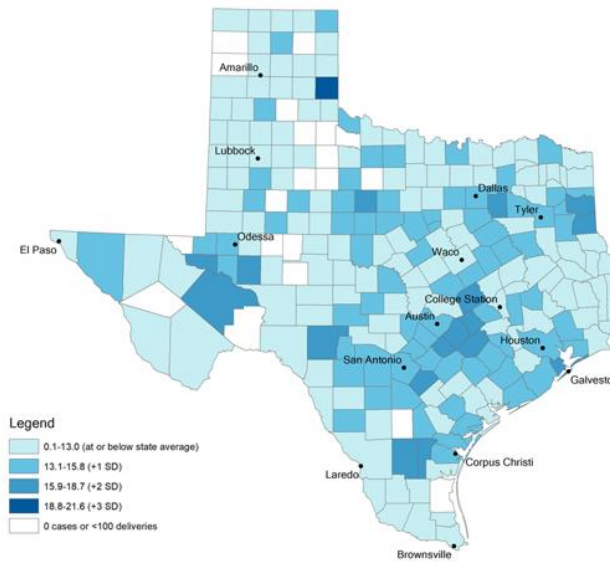 Amarillo
Lubbock
Dallas
Tyler
Odessa
El Paso
Waco
College Station
Austin
Houston
San Antonio
Galvesto
Legend
0.1-13.0 (at or below state average)
13.1-15.8 (+1 SD)
15.9-18.7 (+2 SD)
18.8-21.6 (+3 SD)
0 cases or <100 deliveries
Corpus Christi
Laredo
Brownsville